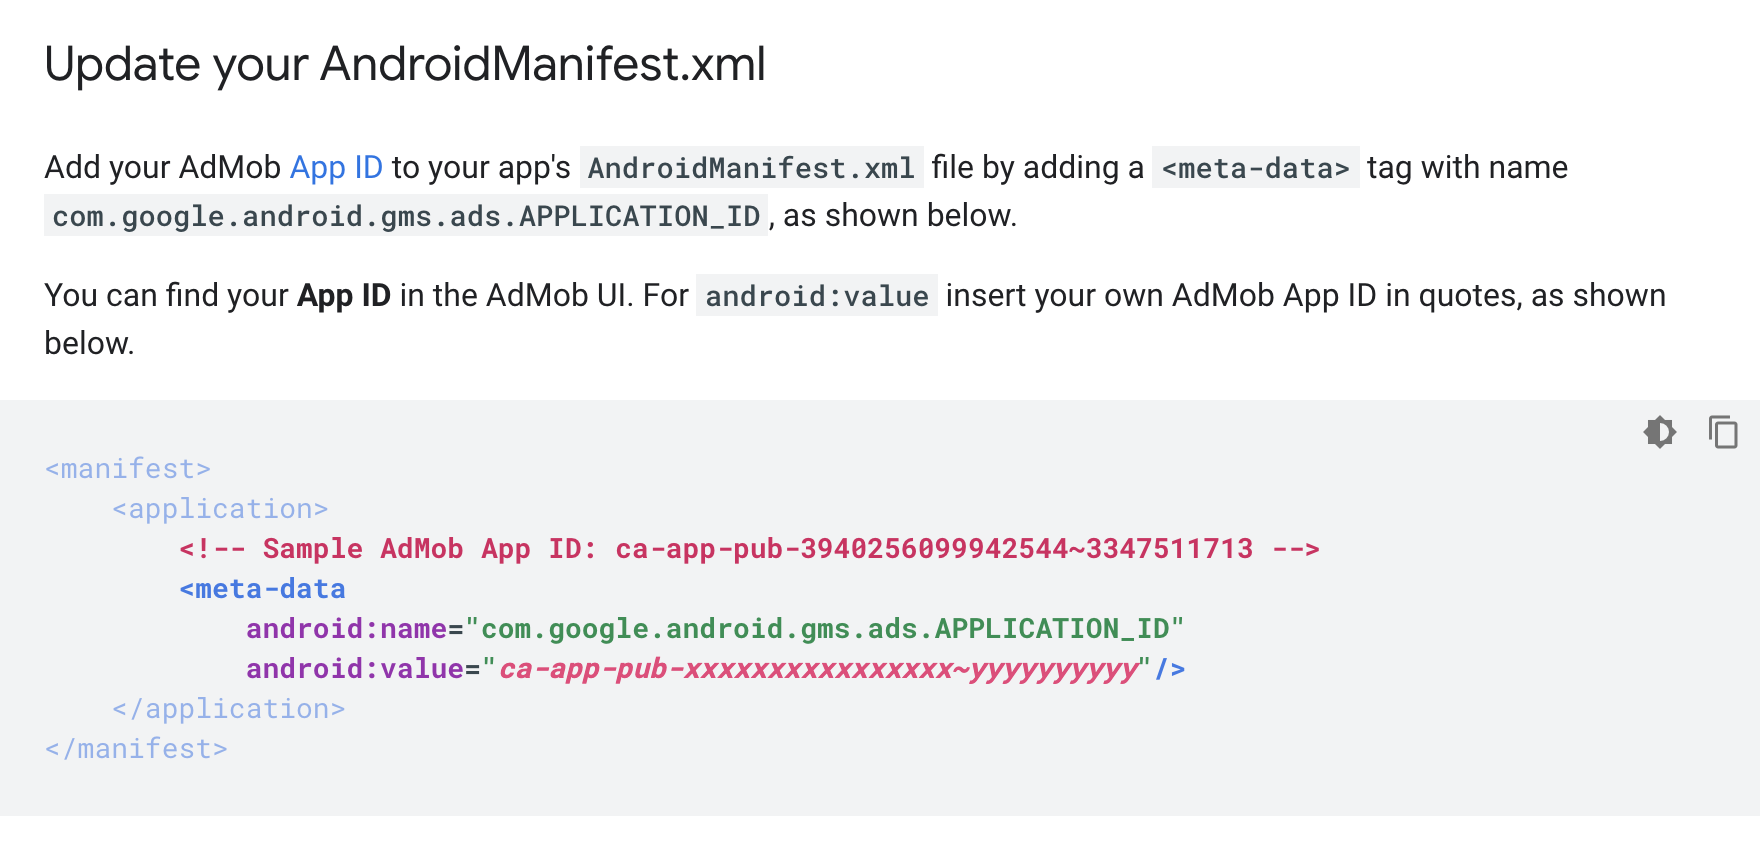 Update your AndroidManifest.xml
Add your AdMob App ID to your app's AndroidManifest.xml file by adding a <meta-data> tag with name
com.google.android.gms.ads.APPLICATION_ID, as shown below.
You can find your App ID in the AdMob UI. For android:value insert your own AdMob App ID in quotes, as shown
below.
<manifest>
    <application>
        <!-- Sample AdMob App ID: ca-app-pub-3940256099942544~3347511713 -->
        <meta-data
            android:name="com.google.android.gms.ads.APPLICATION_ID"
            android:value="ca-app-pub-xxxxxxxxxxxxxxxx~yyyyyyyyyy"/>
    </application>
</manifest>